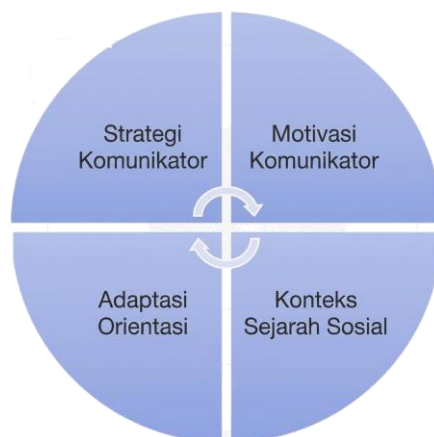 Strategi
Komunikator
Motivasi
Komunikator
Adaptasi
Orientasi
Konteks
Sejarah Sosial